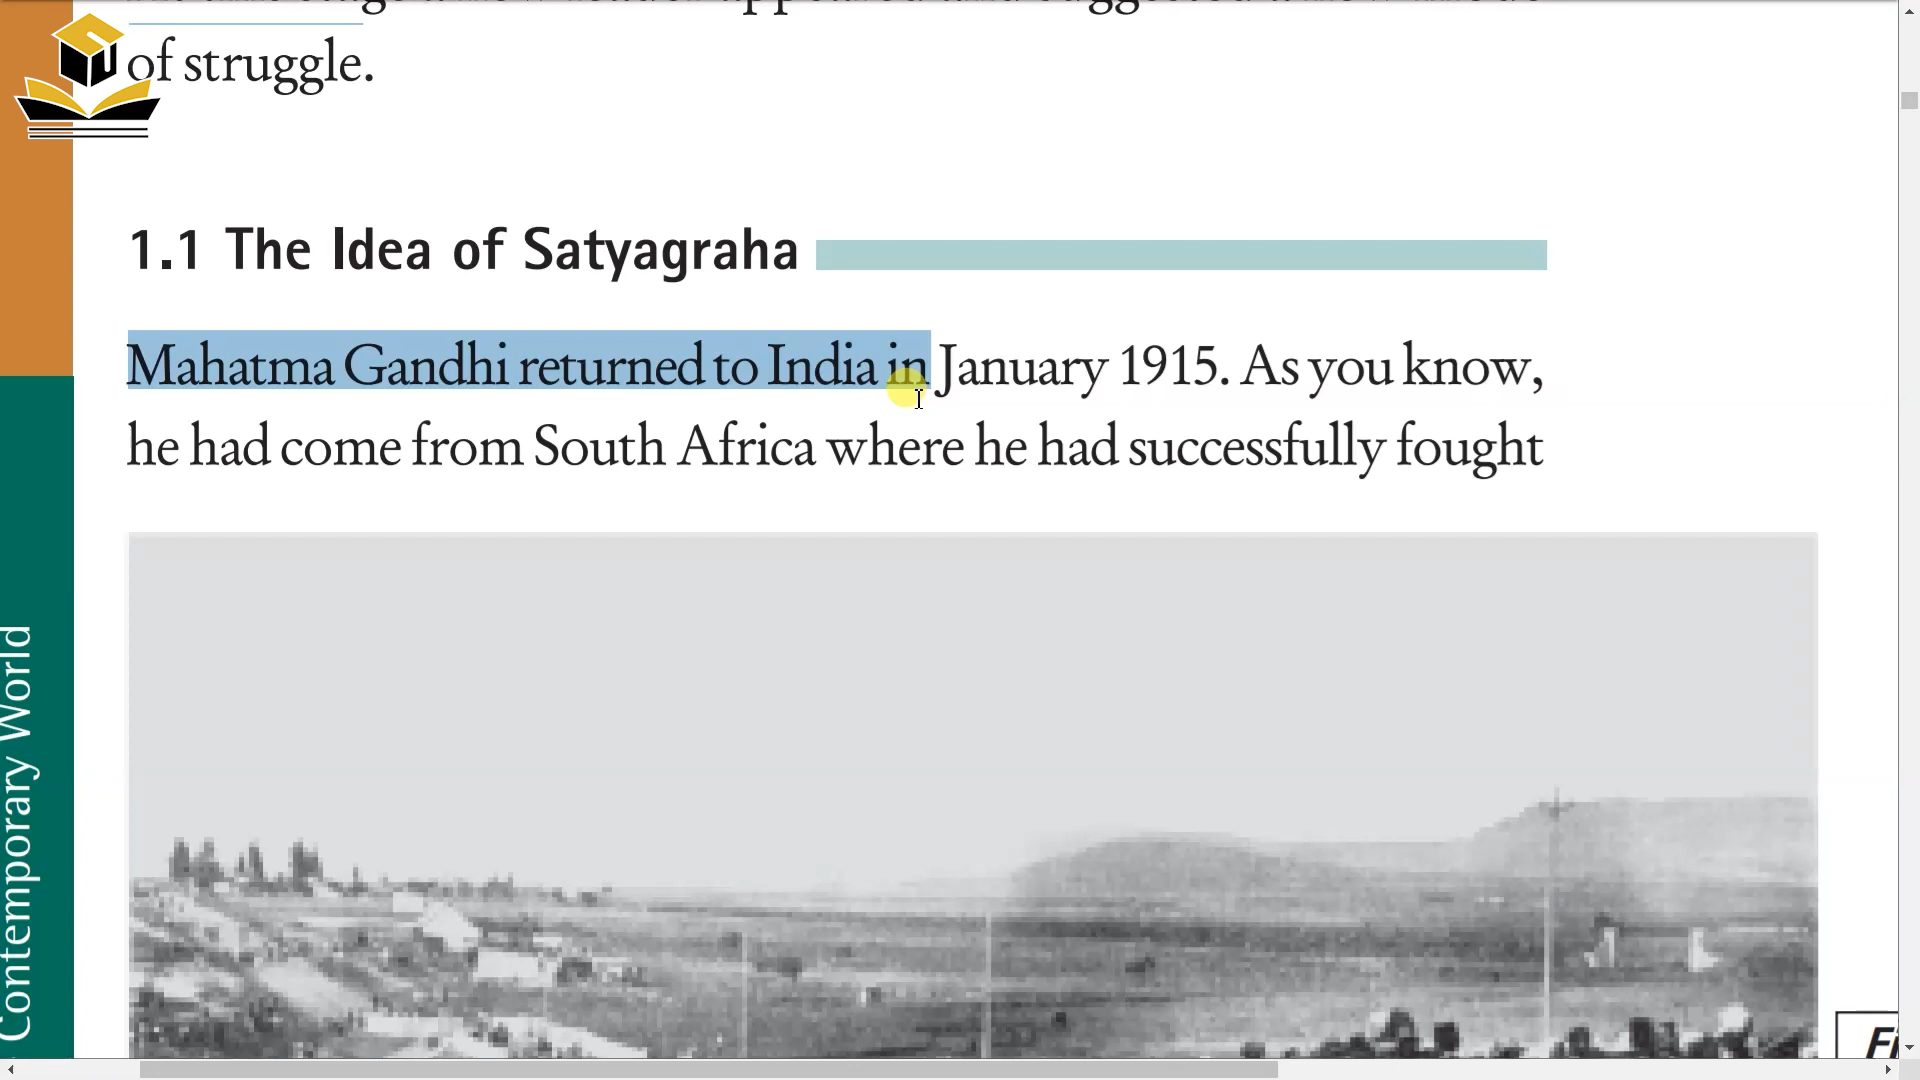 of struggle.
1.1 The Idea of Satyagraha
Mahatma Gandhi returned to India in January 1915. As you know,
he had come from South Africa where he had successfully fought
Contemporary World